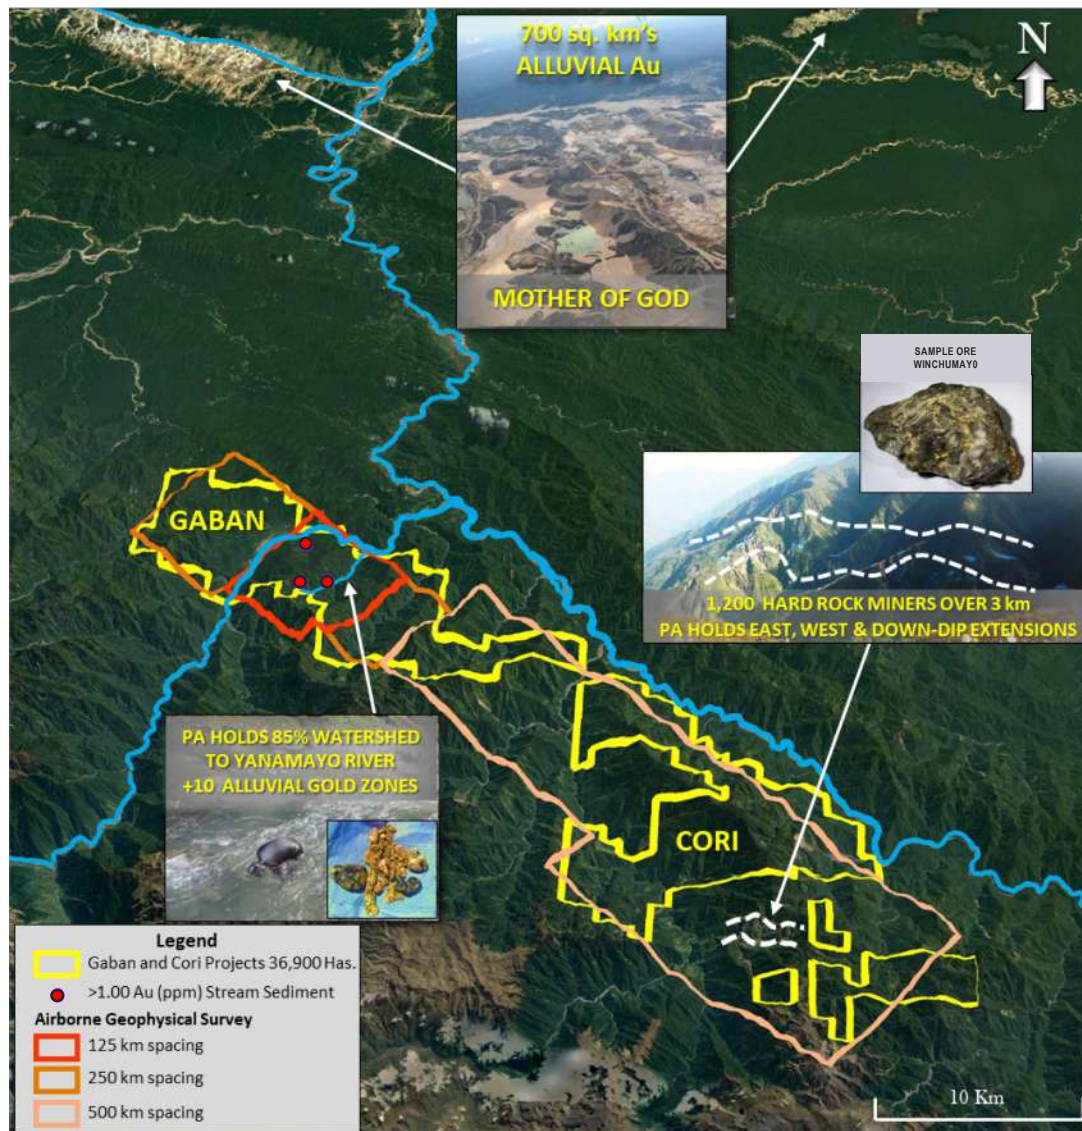 700 sq. km's
ALLUVIAL Au
MOTHER OF GOD
N
SAMPLE ORE
WINCHUMAY0
1,200 HARD ROCK MINERS OVER 3 km
PA HOLDS EAST, WEST & DOWN-DIP EXTENSIONS
GABAN
PA HOLDS 85% WATERSHED
TO YANAMAYO RIVER
+10 ALLUVIAL GOLD ZONES
CORI
Legend
Gaban and Cori Projects 36,900 Has.
>1.00 Au (ppm) Stream Sediment
Airborne Geophysical Survey
125 km spacing
250 km spacing
500 km spacing
10 Km